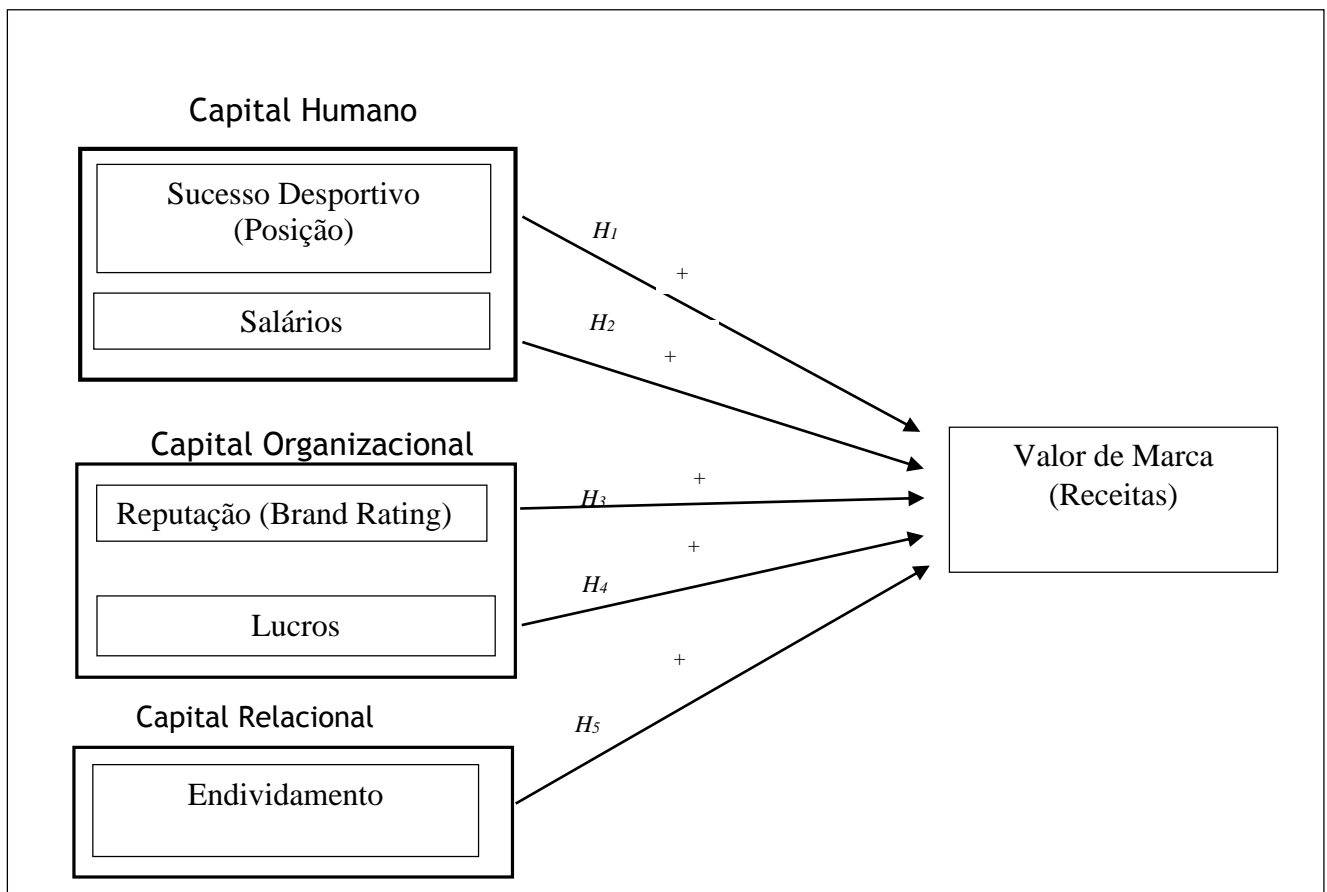 Capital Humano
Sucesso Desportivo
(Posição)
H1
+
Salários
H2
+
Capital Organizacional
Valor de Marca
(Receitas)
Reputação (Brand Rating)
H3
+
+
H4
Lucros
+
Capital Relacional
H5
Endividamento